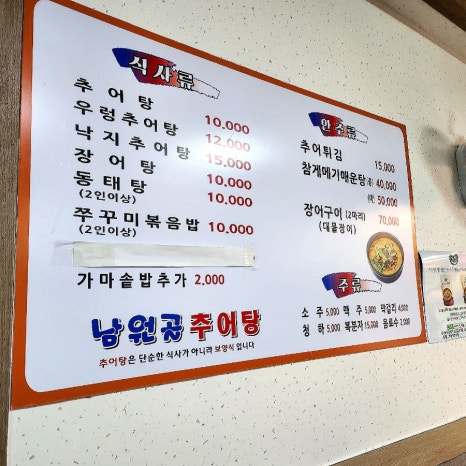 식사류
추어탕 10,000
우렁추어탕 12,000
낙지추어탕 15,000
장어탕 10,000
동태탕 10,000
(2인이상)
쭈꾸미볶음밥 10,000
(2인이상)
가마솥밥추가 2,000
남원골추어탕
추어탕은 단순한 식사가 아니라 보영식입니다
안주류
추어튀김 15,000
참게메기매운탕 (중) 40,000
(대) 50,000
장어구이 (2마리) 70,000
(대물장어)
주류
소주 5,000 맥주 5,000 막걸리 4,000
청하 5,000 복분자 15,000 음료수 2,000